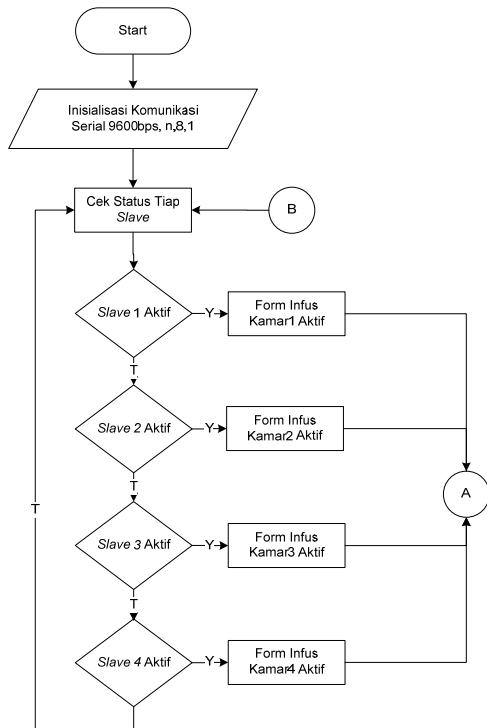 Start
Inisialisasi Komunikasi
Serial 9600bps, n,8,1
Cek Status Tiap
Slave
B
Slave 1 Aktif
Y
Form Infus
Kamar1 Aktif
T
Slave 2 Aktif
Y
Form Infus
Kamar2 Aktif
T
A
T
Slave 3 Aktif
Y
Form Infus
Kamar3 Aktif
T
Slave 4 Aktif
Y
Form Infus
Kamar4 Aktif